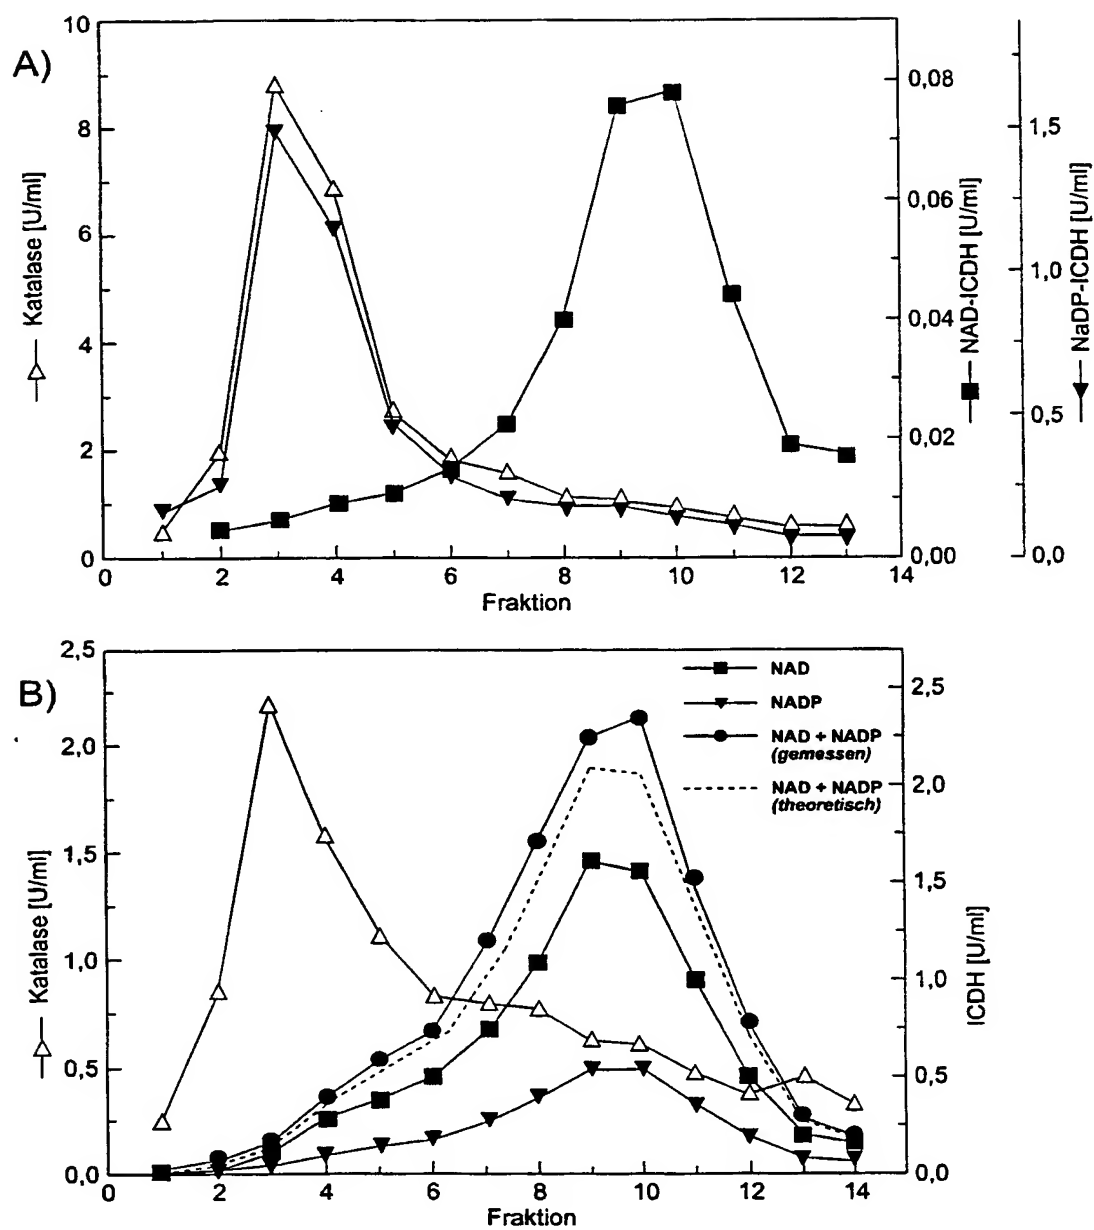 A)
10
8
6
4
2
0
Katalase [U/ml]
0,08
0,06
0,04
0,02
0,00
NAD-ICDH [U/ml]
1,5
1,0
0,5
0,0
NaDP-ICDH [U/ml]
0 2 4 6 8 10 12 14
Fraktion
B)
2,5
2,0
1,5
1,0
0,5
0,0
Katalase [U/ml]
NAD
NADP
NAD + NADP
(gemessen)
NAD + NADP
(theoretisch)
2,5
2,0
1,5
1,0
0,5
0,0
ICDH [U/ml]
0 2 4 6 8 10 12 14
Fraktion